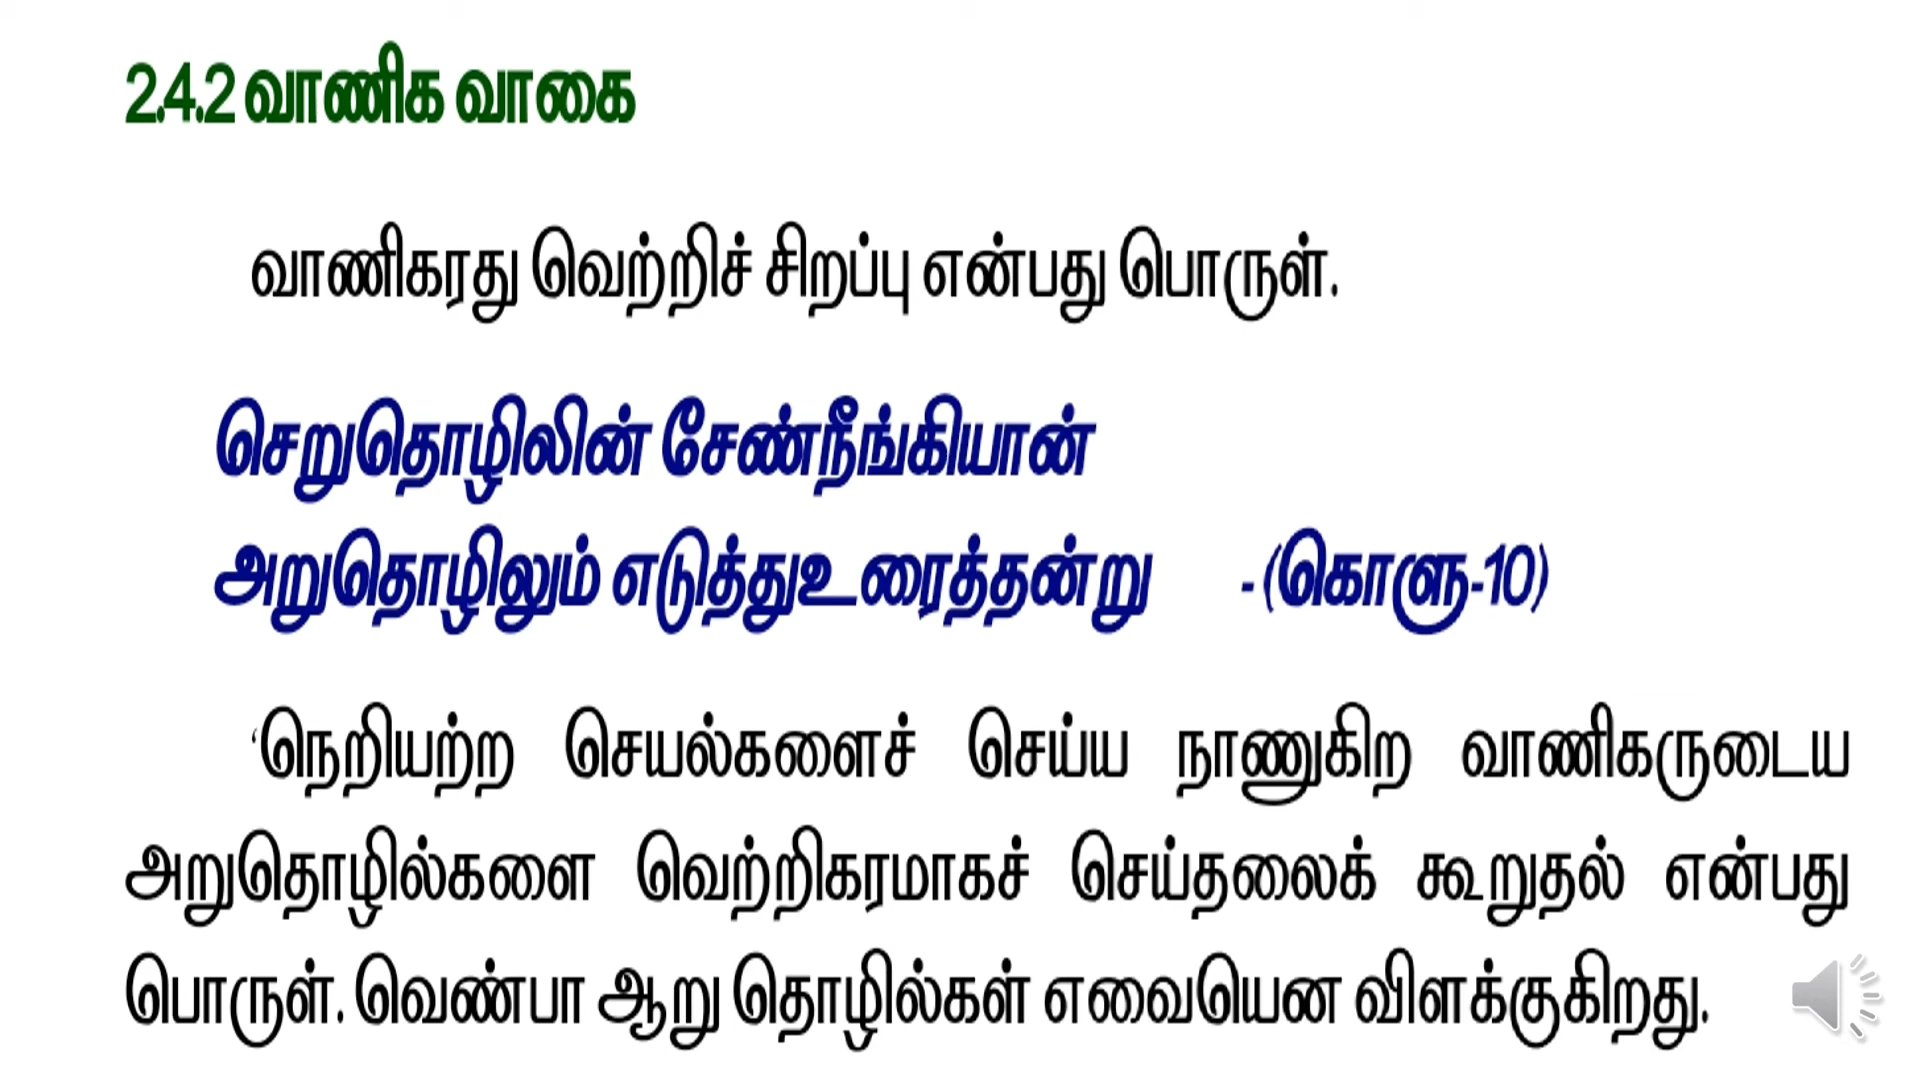 2.4.2 வாணிக வாகை
வாணிகரது வெற்றிச் சிறப்பு என்பது பொருள்.
செறுதொழிலின் சேண்நீங்கியான்
அறுதொழிலும் எடுத்துஉரைத்தன்று - (கொளு-10)
‘நெறியற்ற செயல்களைச் செய்ய நாணுகிற வாணிகருடைய
அறுதொழில்களை வெற்றிகரமாகச் செய்தலைக் கூறுதல் என்பது
பொருள். வெண்பா ஆறு தொழில்கள் எவையென விளக்குகிறது.